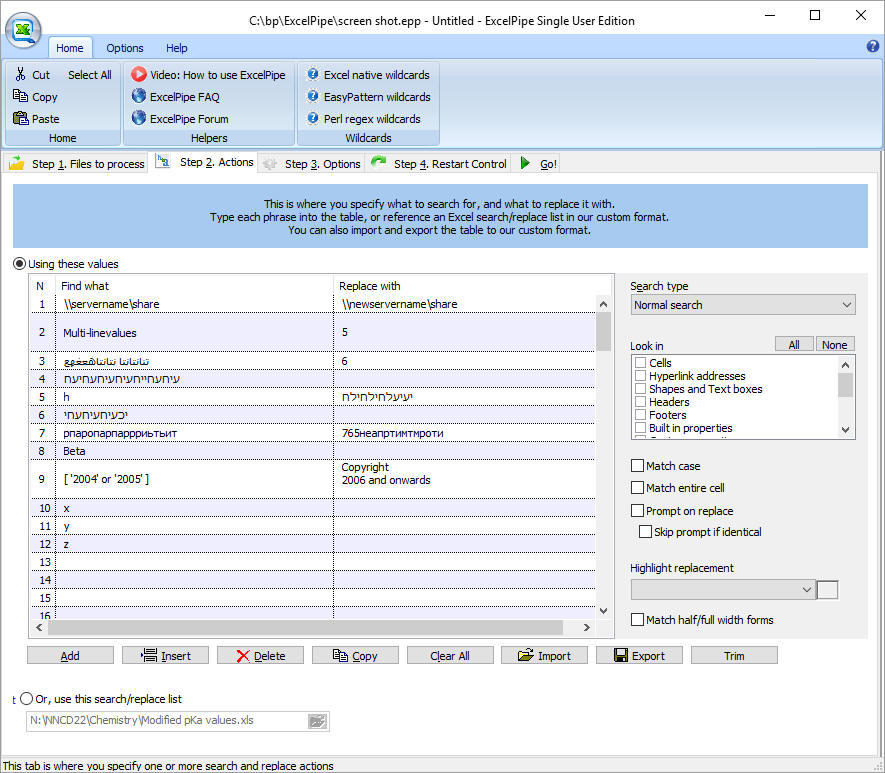 C:\bp\ExcelPipe\screen shot.epp - Untitled - ExcelPipe Single User Edition
Home Options Help
Cut Select All
Copy
Paste
Home
Video: How to use ExcelPipe
ExcelPipe FAQ
ExcelPipe Forum
Helpers
Excel native wildcards
EasyPattern wildcards
Perl regex wildcards
Wildcards
Step 1. Files to process Step 2. Actions Step 3. Options Step 4. Restart Control Go!
This is where you specify what to search for, and what to replace it with.
Type each phrase into the table, or reference an Excel search/replace list in our custom format.
You can also import and export the table to our custom format.
Using these values
N Find what Replace with
1 \\servername\share \\newservername\share
2 Multi-linevalues 5
3 6
4 עיחעחייחעיחעיחעיחעיעח
5 h יעיעלחילחילח
6 יכעיחעיחעחי
7 рпаропарпаррриьтьит 765неапртимтмроти
8 Beta
9 [ '2004' or '2005' ] Copyright
2006 and onwards
10 x
11 y
12 z
13
14
15
16
Search type
Normal search
Look in All None
Cells
Hyperlink addresses
Shapes and Text boxes
Headers
Footers
Built in properties
Match case
Match entire cell
Prompt on replace
Skip prompt if identical
Highlight replacement
Match half/full width forms
Add Insert Delete Copy Clear All Import Export Trim
t Or, use this search/replace list
N:\NNCD22\Chemistry\Modified pKa values.xls
This tab is where you specify one or more search and replace actions